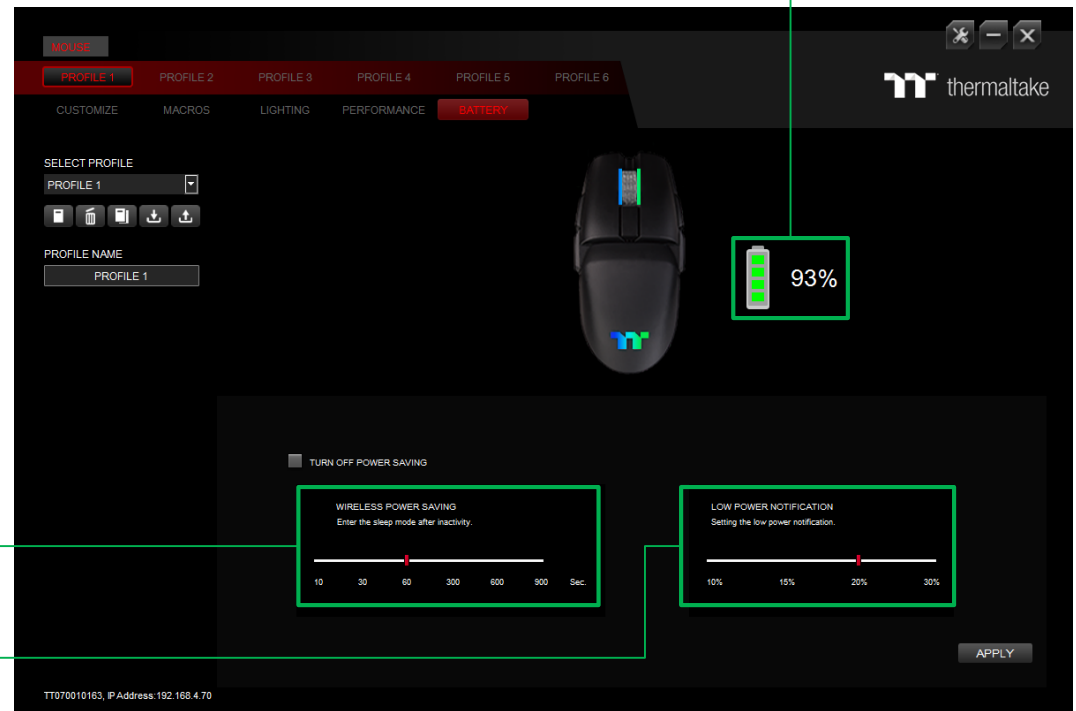 MOUSE
PROFILE 1 PROFILE 2 PROFILE 3 PROFILE 4 PROFILE 5 PROFILE 6
thermaltake
CUSTOMIZE MACROS LIGHTING PERFORMANCE BATTERY
SELECT PROFILE
PROFILE 1
PROFILE NAME
PROFILE 1
93%
TURN OFF POWER SAVING
WIRELESS POWER SAVING
Enter the sleep mode after inactivity.
10 30 60 300 600 900 Sec.
LOW POWER NOTIFICATION
Setting the low power notification.
10% 15% 20% 30%
APPLY
TT070010163, IP Address:192.168.4.70